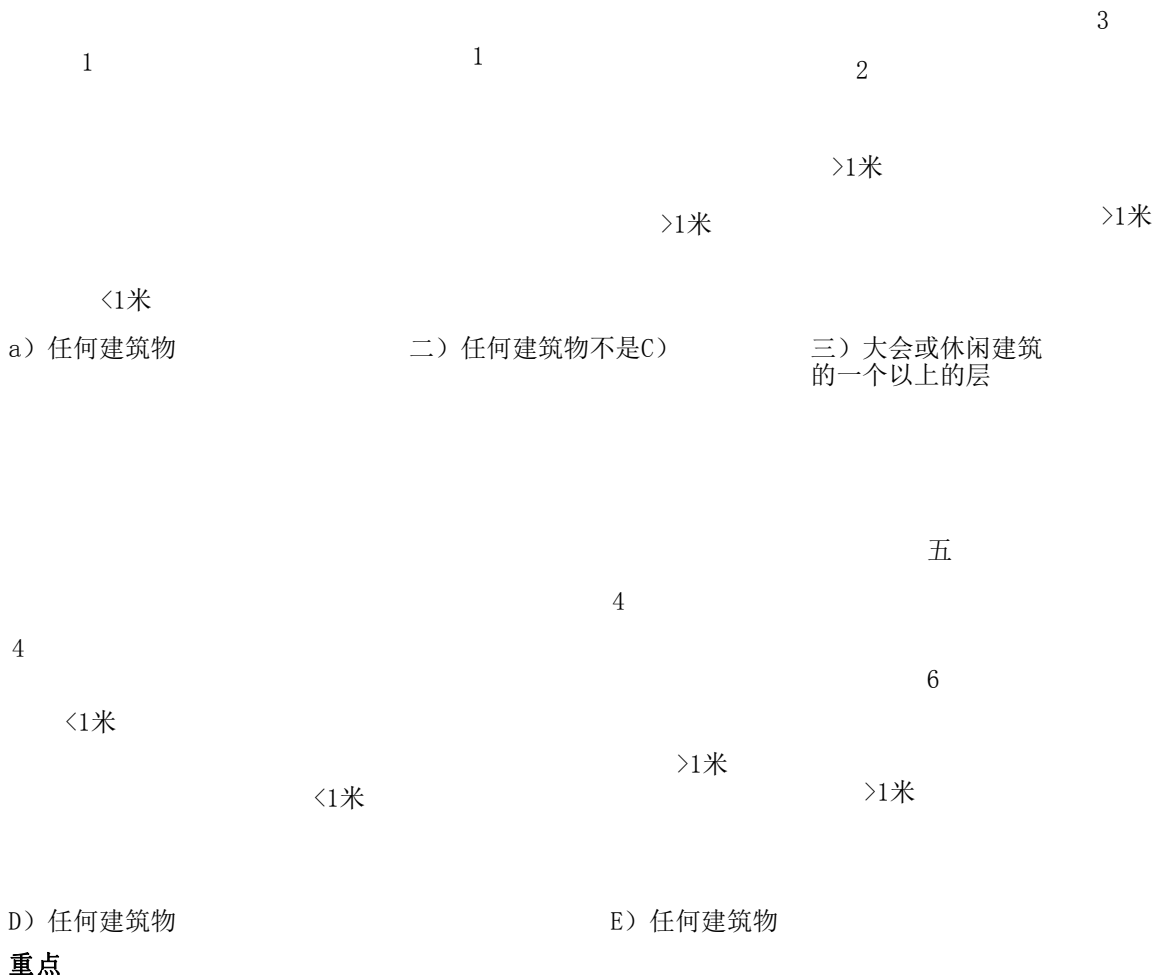 3
1
1
2
>1米
>1米
>1米
<1米
a）任何建筑物
二）任何建筑物不是C）
三）大会或休闲建筑
的一个以上的层
五
4
4
6
<1米
>1米
>1米
<1米
D）任何建筑物
E）任何建筑物
重点